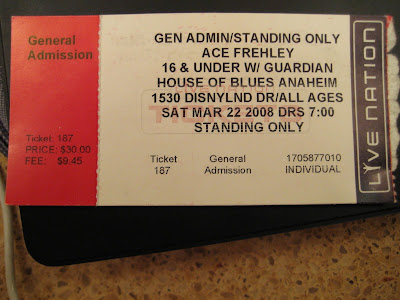 General
Admission
Ticket: 187
PRICE: $30.00
FEE: $9.45
GEN ADMIN/STANDING ONLY
ACE FREHLEY
16 & UNDER W/ GUARDIAN
HOUSE OF BLUES ANAHEIM
1530 DISNYLND DR/ALL AGES
SAT MAR 22 2008 DRS 7:00
STANDING ONLY
Ticket General 1705877010
187 Admission INDIVIDUAL
LIVE NATION